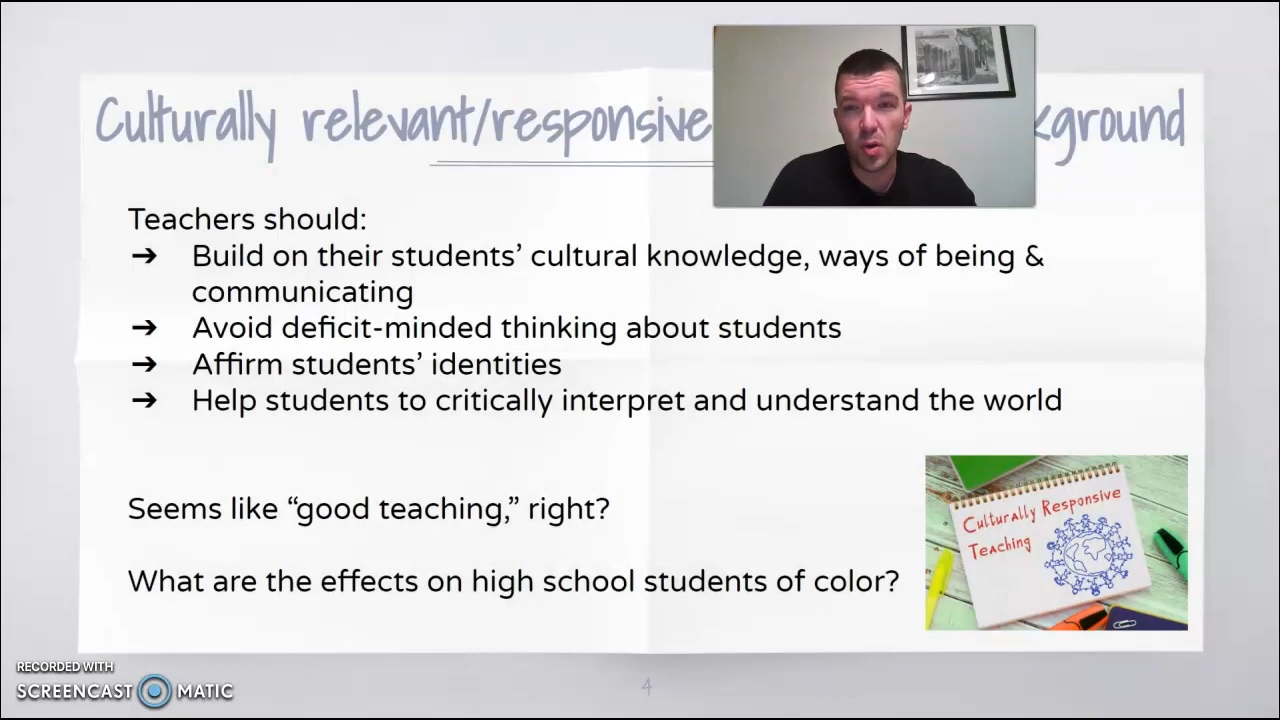 Culturally relevant/responsive
Teachers should:
➔ Build on their students’ cultural knowledge, ways of being &
communicating
➔ Avoid deficit-minded thinking about students
➔ Affirm students’ identities
➔ Help students to critically interpret and understand the world
Seems like “good teaching,” right?
Culturally Responsive
Teaching
What are the effects on high school students of color?
RECORDED WITH
SCREENCAST MATIC
4